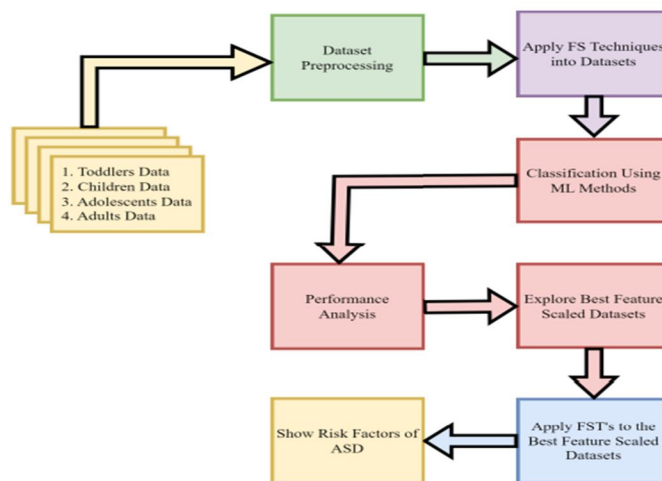 Dataset
Preprocessing
Apply FS Techniques
into Datasets
1. Toddlers Data
2. Children Data
3. Adolescents Data
4. Adults Data
Classification Using
ML Methods
Performance
Analysis
Explore Best Feature
Scaled Datasets
Apply FST's to the
Best Feature Scaled
Datasets
Show Risk Factors of
ASD